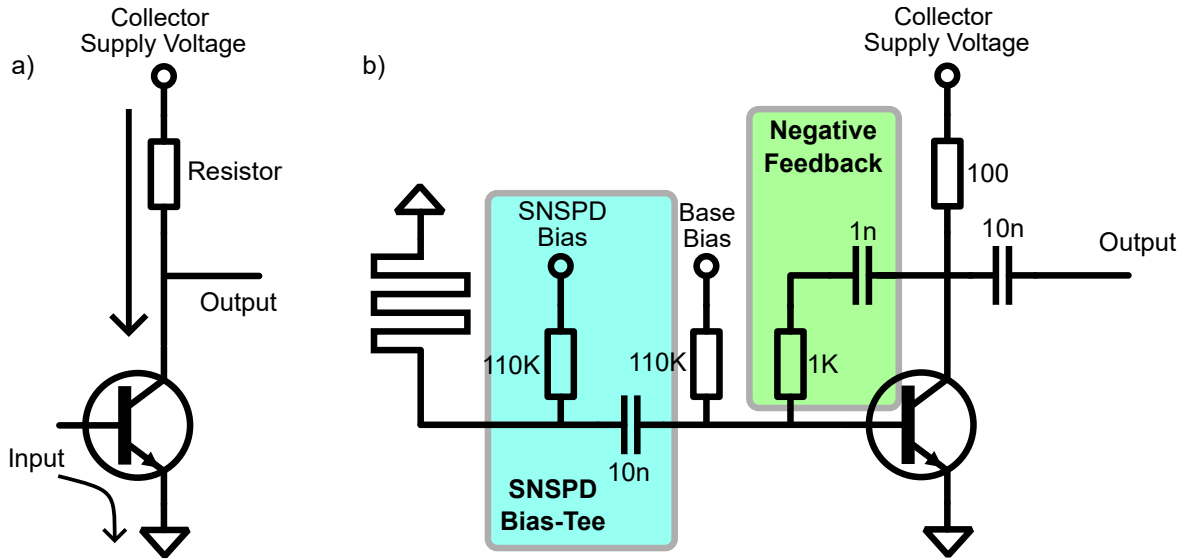 a)
Collector
Supply Voltage
Resistor
Output
Input
b)
Collector
Supply Voltage
Negative
Feedback
100
SNSPD
Bias
Base
Bias
1n
10n
Output
110K
110K
1K
10n
SNSPD
Bias-Tee